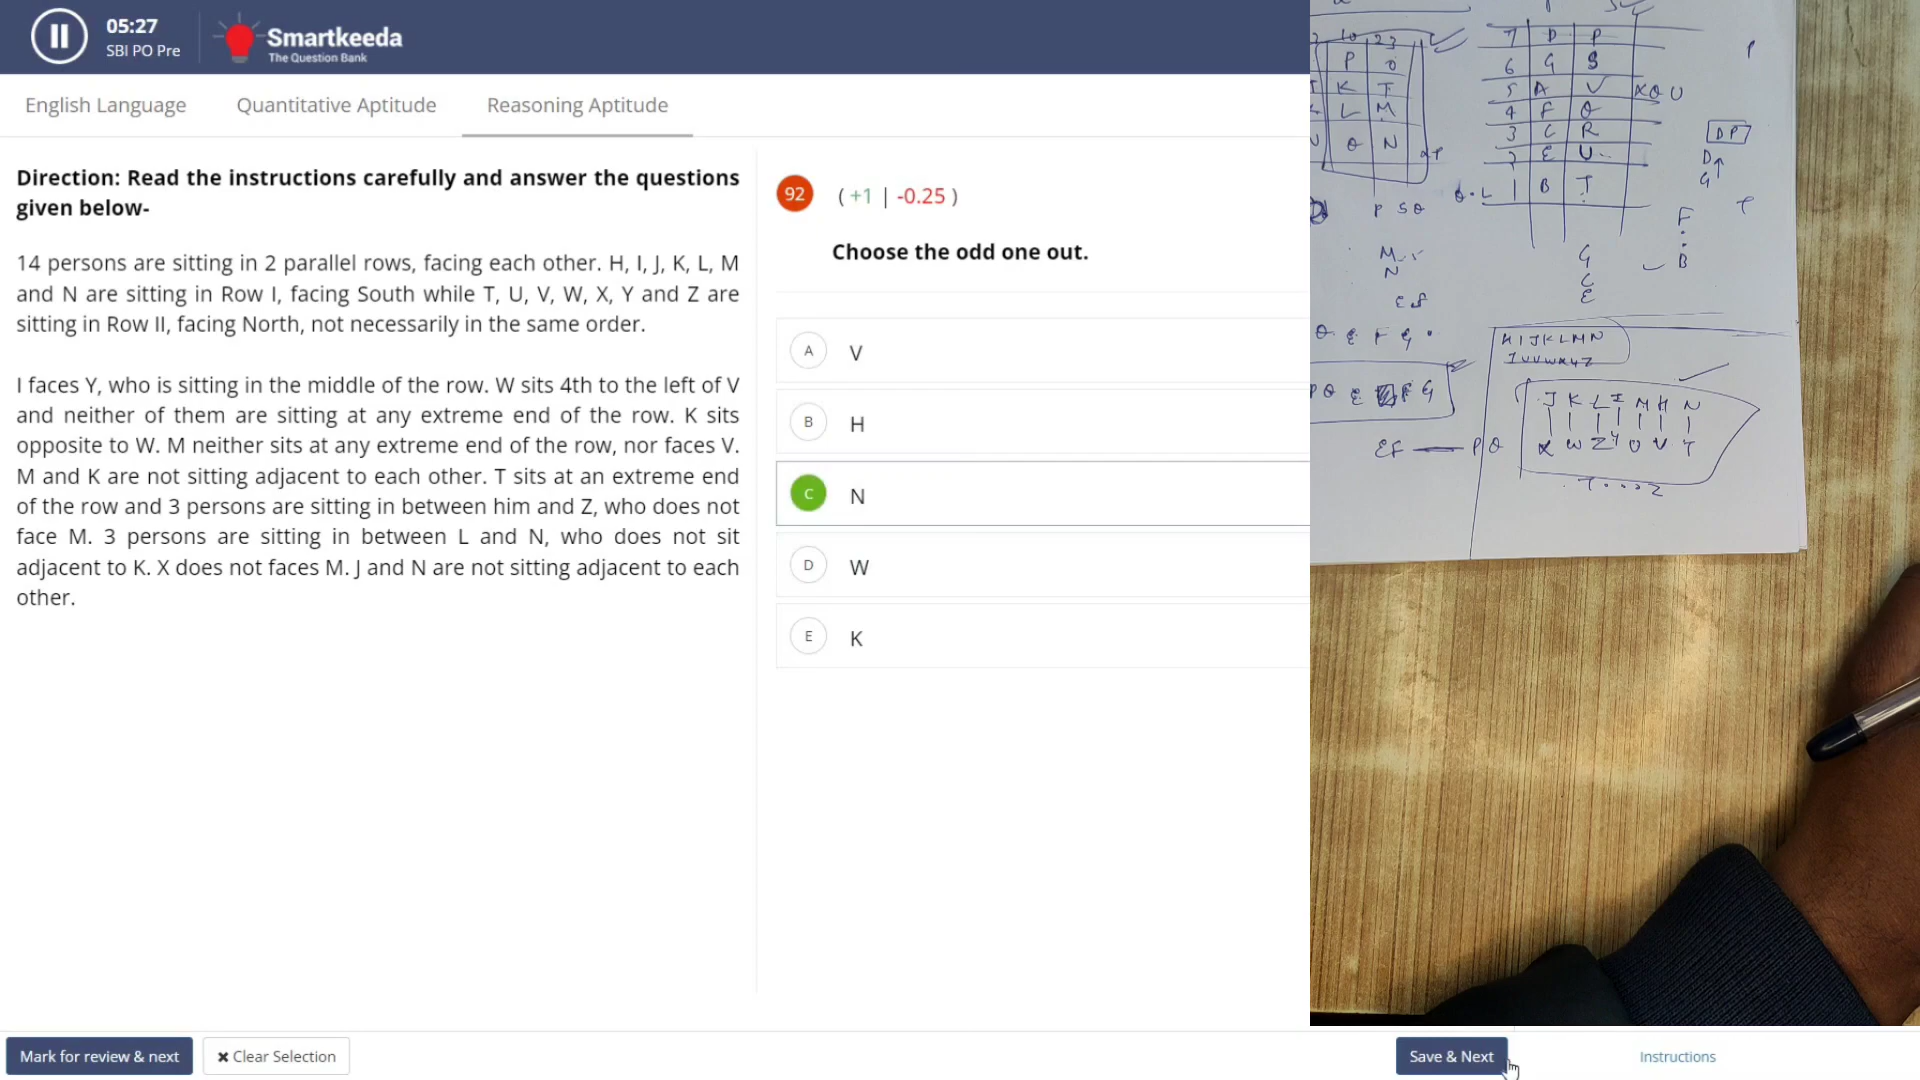 05:27
SBI PO Pre
Smartkeeda
The Question Bank
English Language
Quantitative Aptitude
Reasoning Aptitude
Direction: Read the instructions carefully and answer the questions
given below-
14 persons are sitting in 2 parallel rows, facing each other. H, I, J, K, L, M
and N are sitting in Row I, facing South while T, U, V, W, X, Y and Z are
sitting in Row II, facing North, not necessarily in the same order.
I faces Y, who is sitting in the middle of the row. W sits 4th to the left of V
and neither of them are sitting at any extreme end of the row. K sits
opposite to W. M neither sits at any extreme end of the row, nor faces V.
M and K are not sitting adjacent to each other. T sits at an extreme end
of the row and 3 persons are sitting in between him and Z, who does not
face M. 3 persons are sitting in between L and N, who does not sit
adjacent to K. X does not faces M. J and N are not sitting adjacent to each
other.
92
( +1 | -0.25 )
Choose the odd one out.
A V
B H
C N
D W
E K
Mark for review & next
✖ Clear Selection
Save & Next
Instructions
10 23
P O
K T
L M
Q N
P S Q
M
N
7 D P
6 G S
5 A V
4 F Q
3 C R
2 E U
1 B T
D P
D
G
F
B
G
C
E
H I J K L M N
J K L I M H N
X W Z Y U V T